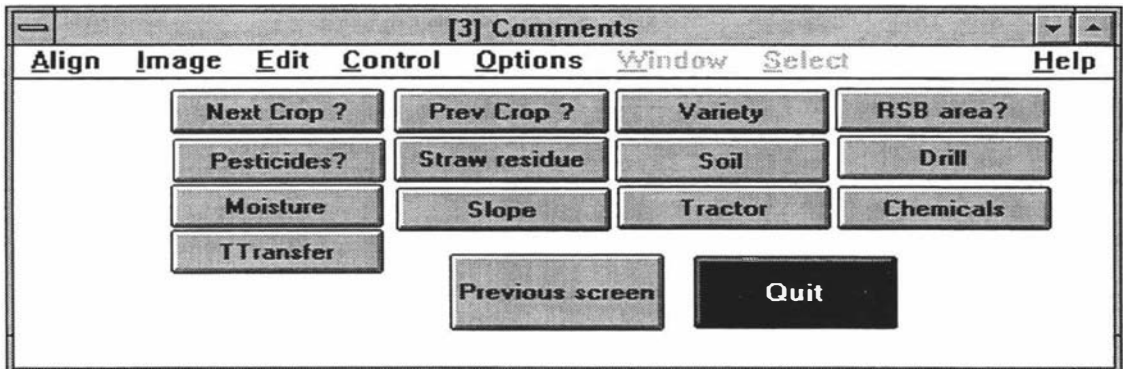 [3] Comments
Align Image Edit Control Options Window Select Help
Next Crop ? Prev Crop ? Variety RSB area?
Pesticides? Straw residue Soil Drill
Moisture Slope Tractor Chemicals
TTransfer
Previous screen Quit